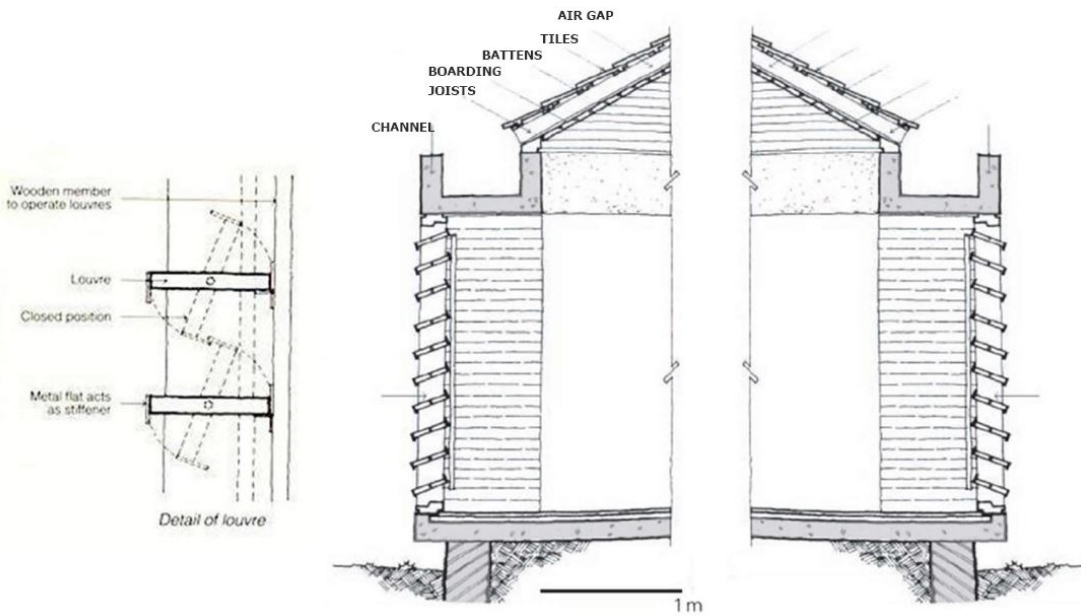 AIR GAP
TILES
BATTENS
BOARDING
JOISTS
CHANNEL
Wooden member
to operate louvres
Louvre
Closed position
Metal flat acts
as stiffener
Detail of louvre
1 m